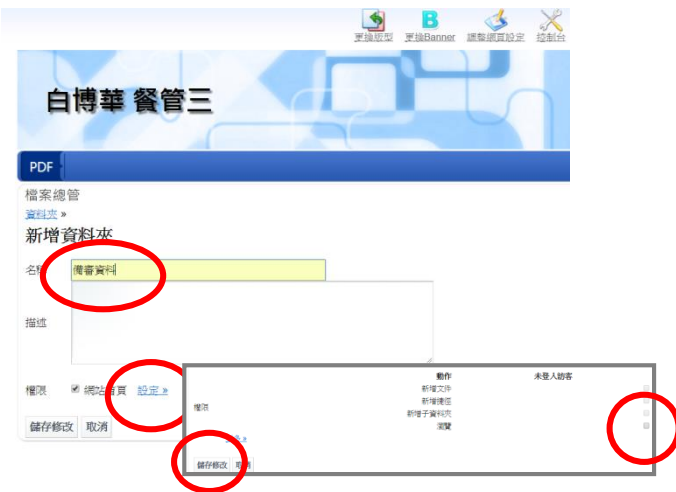 更換版型 更換Banner 調整網頁設定 控制台
白博華 餐管三
PDF
檔案總管
資料夾 »
新增資料夾
名稱 備審資料
描述
權限 網站首頁 設定 »
儲存修改 取消
動作 未登入訪客
新增文件
權限 新增捷徑
新增子資料夾
瀏覽
儲存修改 取消